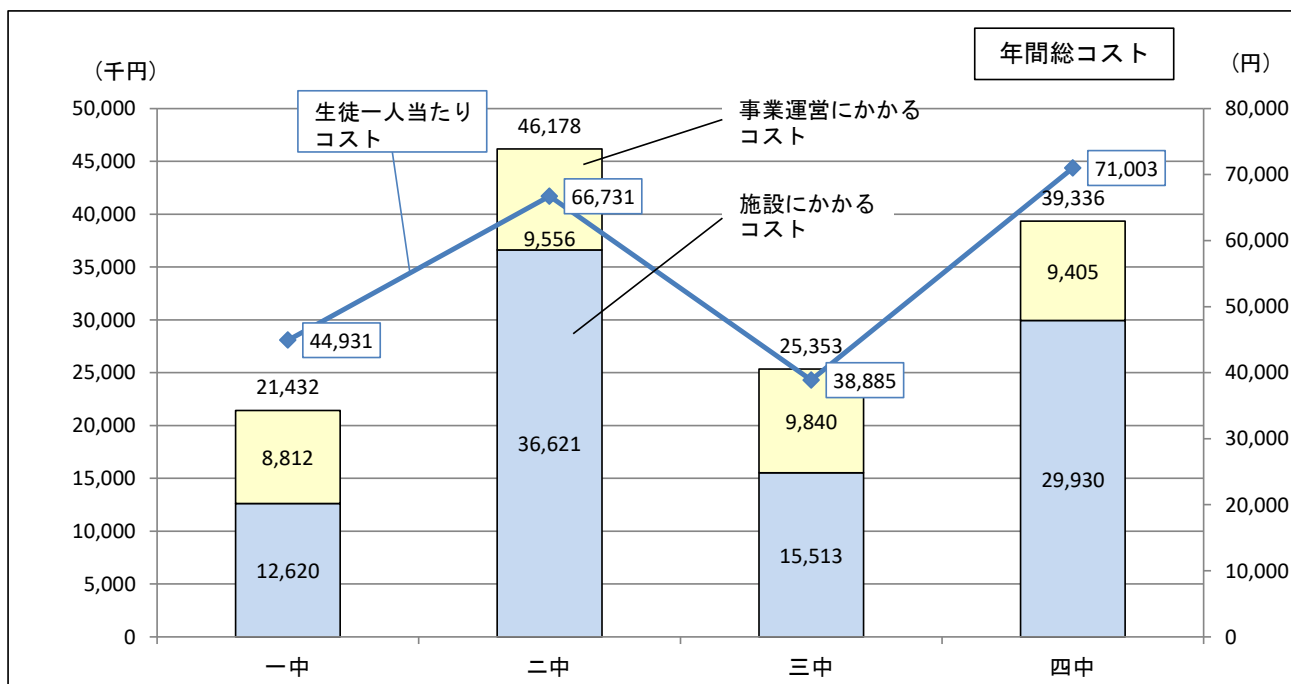 年間総コスト
（千円）
（円）
50,000
45,000
40,000
35,000
30,000
25,000
20,000
15,000
10,000
5,000
0
80,000
70,000
60,000
50,000
40,000
30,000
20,000
10,000
0
生徒一人当たり
コスト
事業運営にかかる
コスト
施設にかかる
コスト
44,931
21,432
8,812
12,620
46,178
66,731
9,556
36,621
25,353
38,885
9,840
15,513
71,003
39,336
9,405
29,930
一中
二中
三中
四中